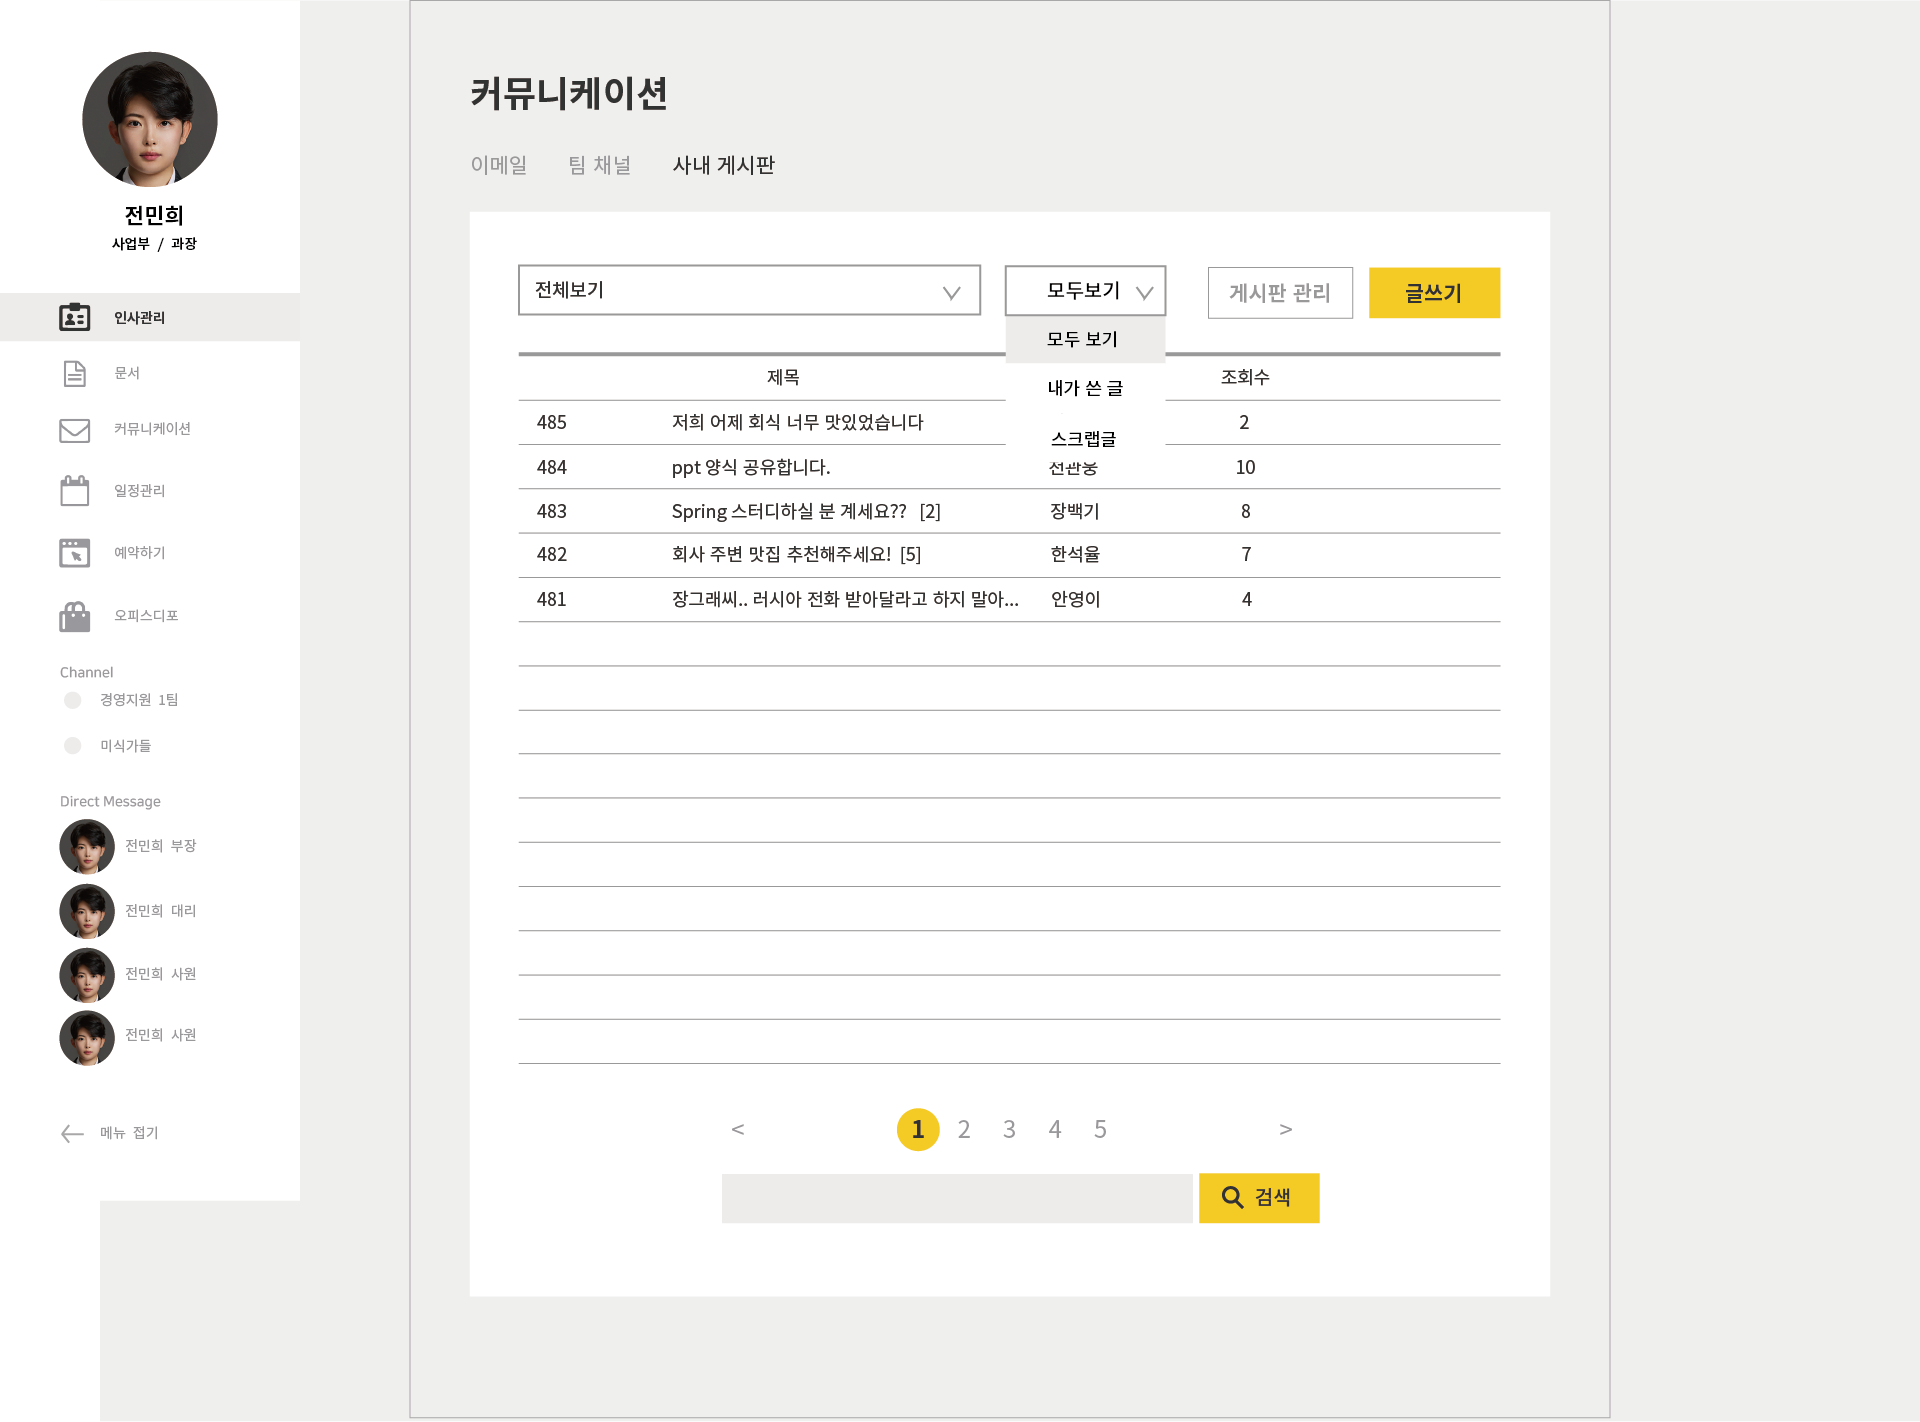 전민희
사업부 / 과장
인사관리
문서
커뮤니케이션
일정관리
예약하기
오피스디포
Channel
경영지원 1팀
미식가들
Direct Message
전민희 부장
전민희 대리
전민희 사원
전민희 사원
메뉴 접기
커뮤니케이션
이메일 팀 채널 사내 게시판
전체보기 모두보기 게시판 관리 글쓰기
모두 보기
내가 쓴 글
스크랩글
제목 조회수
485 저희 어제 회식 너무 맛있었습니다 2
484 ppt 양식 공유합니다. 10
483 Spring 스터디하실 분 계세요?? [2] 장백기 8
482 회사 주변 맛집 추천해주세요! [5] 한석율 7
481 장그래씨.. 러시아 전화 받아달라고 하지 말아... 안영이 4
< 1 2 3 4 5 >
검색